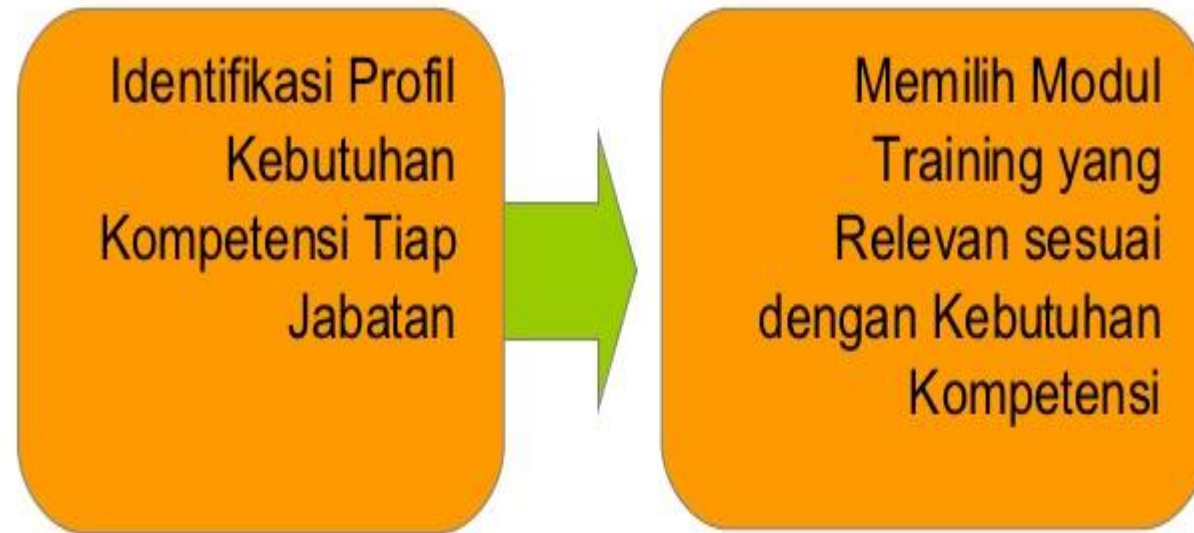 Identifikasi Profil
Kebutuhan
Kompetensi Tiap
Jabatan
Memilih Modul
Training yang
Relevan sesuai
dengan Kebutuhan
Kompetensi